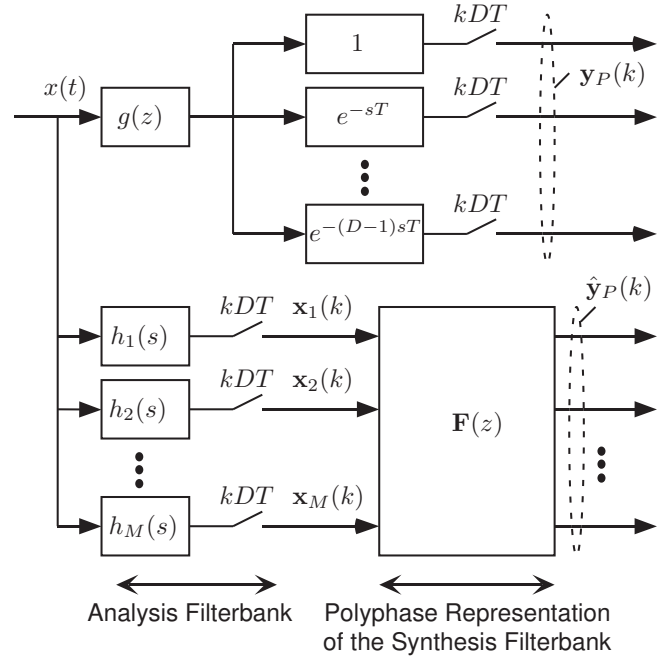 kDT
1
x(t)
kDT
y_P(k)
g(z)
e^{-sT}
kDT
e^{-(D-1)sT}
ŷ_P(k)
kDT x_1(k)
h_1(s)
kDT x_2(k)
h_2(s)
F(z)
kDT x_M(k)
h_M(s)
Analysis Filterbank
Polyphase Representation
of the Synthesis Filterbank